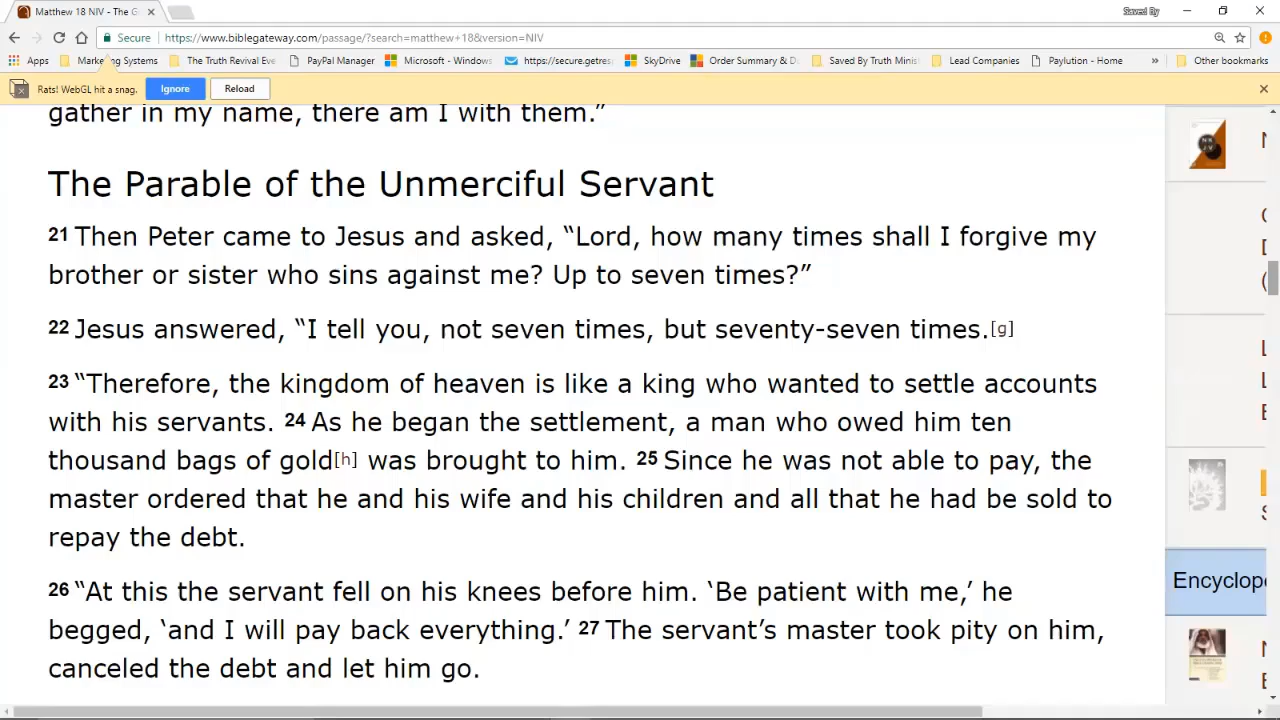 Matthew 18 NIV - The G
Saved By
Secure
https://www.biblegateway.com/passage/?search=matthew+18&version=NIV
Apps
Marketing Systems
The Truth Revival Eve
PayPal Manager
Microsoft - Windows
https://secure.getres
SkyDrive
Order Summary & D
Saved By Truth Minis
Lead Companies
Paylution - Home
»
Other bookmarks
Rats! WebGL hit a snag.
Ignore
Reload
gather in my name, there am I with them.”
The Parable of the Unmerciful Servant
21 Then Peter came to Jesus and asked, “Lord, how many times shall I forgive my
brother or sister who sins against me? Up to seven times?”
22 Jesus answered, “I tell you, not seven times, but seventy-seven times.[g]
23 “Therefore, the kingdom of heaven is like a king who wanted to settle accounts
with his servants. 24 As he began the settlement, a man who owed him ten
thousand bags of gold[h] was brought to him. 25 Since he was not able to pay, the
master ordered that he and his wife and his children and all that he had be sold to
repay the debt.
26 “At this the servant fell on his knees before him. ‘Be patient with me,’ he
begged, ‘and I will pay back everything.’ 27 The servant’s master took pity on him,
canceled the debt and let him go.
Encyclope